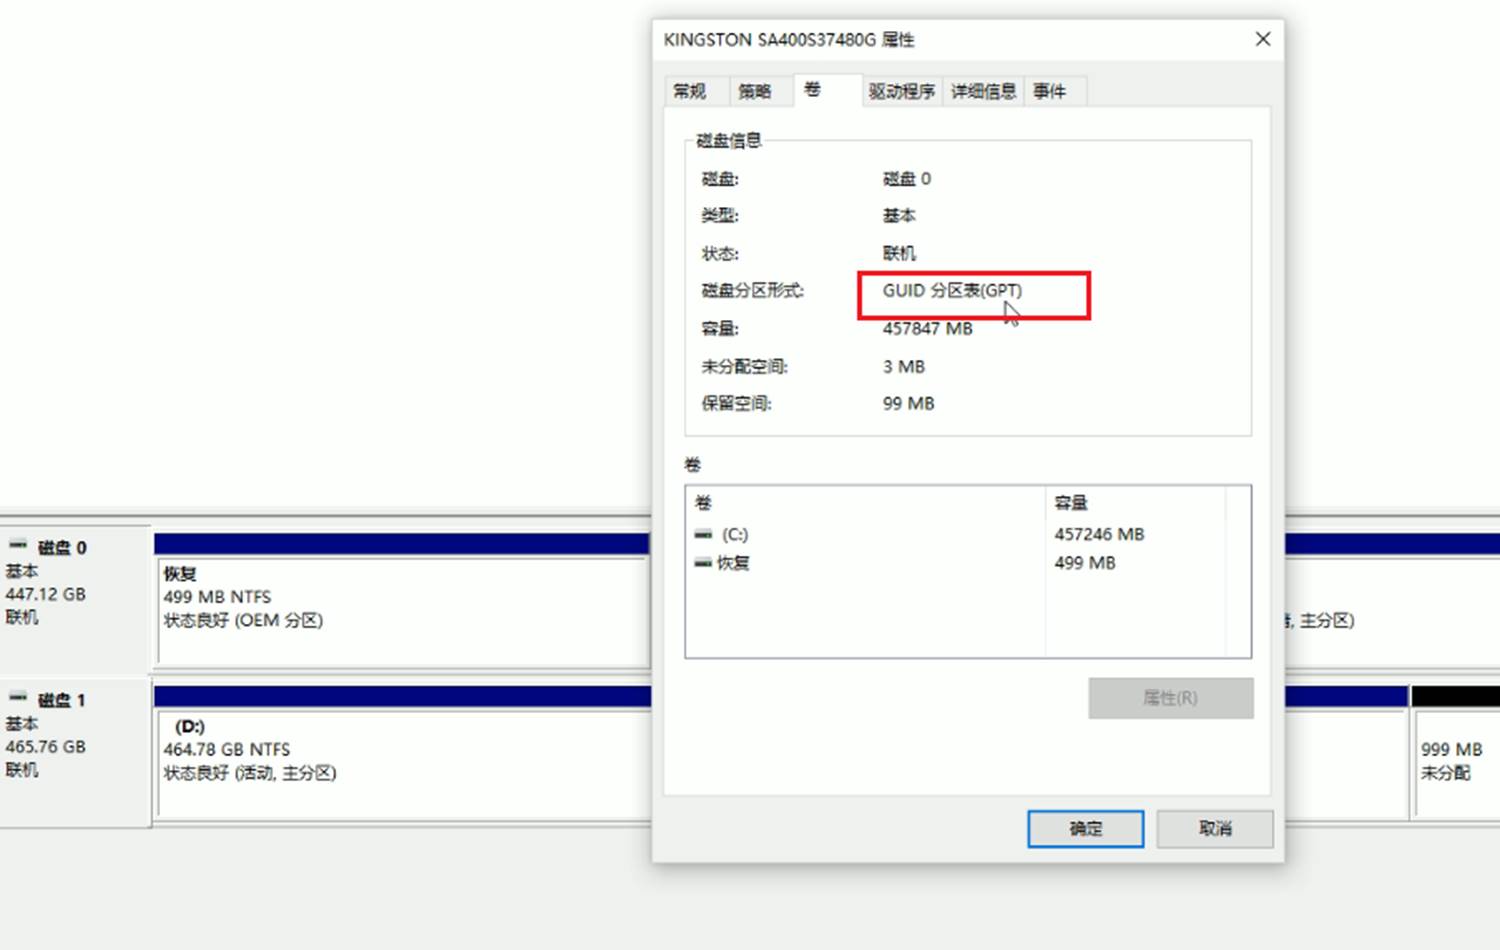 KINGSTON SA400S37480G 属性
常规 策略 卷 驱动程序 详细信息 事件
磁盘信息
磁盘: 磁盘 0
类型: 基本
状态: 联机
磁盘分区形式: GUID 分区表(GPT)
容量: 457847 MB
未分配空间: 3 MB
保留空间: 99 MB
卷
卷 容量
(C:) 457246 MB
恢复 499 MB
属性(R)
确定 取消
磁盘 0
基本
447.12 GB
联机
恢复
499 MB NTFS
状态良好 (OEM 分区)
, 主分区)
磁盘 1
基本
465.76 GB
联机
(D:)
464.78 GB NTFS
状态良好 (活动, 主分区)
999 MB
未分配